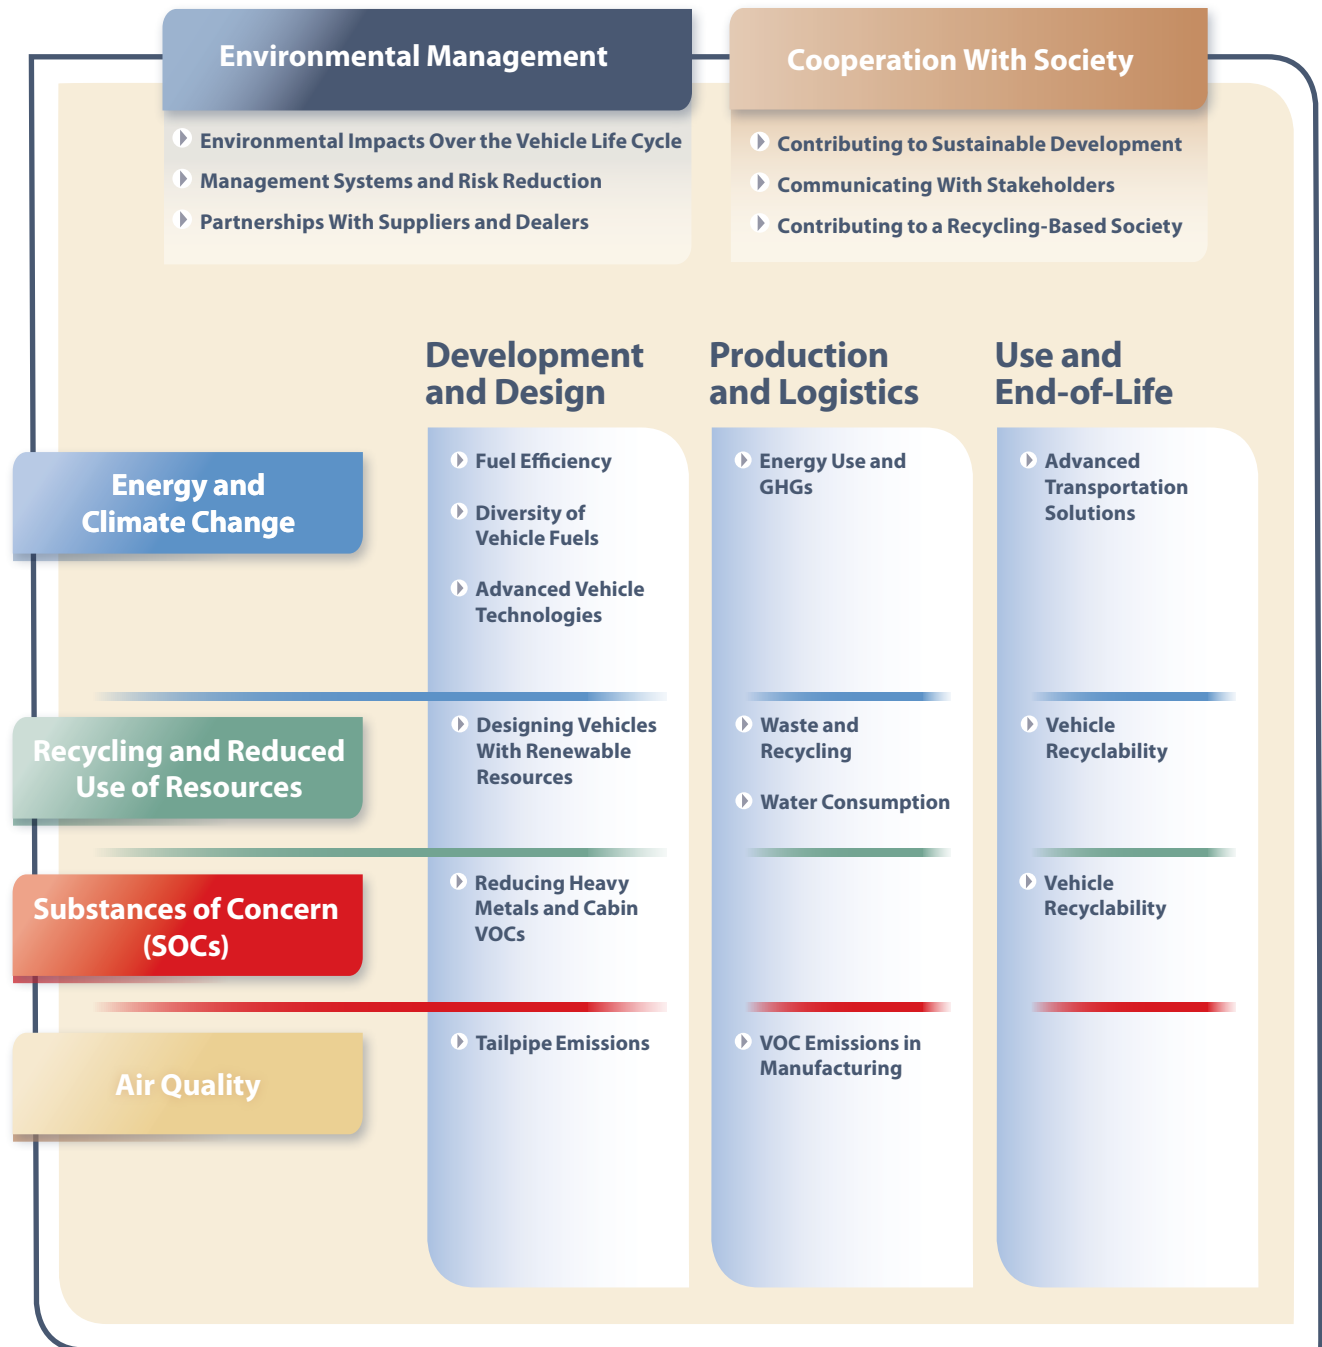 Environmental Management
Environmental Impacts Over the Vehicle Life Cycle
Management Systems and Risk Reduction
Partnerships With Suppliers and Dealers
Cooperation With Society
Contributing to Sustainable Development
Communicating With Stakeholders
Contributing to a Recycling-Based Society
Development
and Design
Production
and Logistics
Use and
End-of-Life
Energy and
Climate Change
Fuel Efficiency
Diversity of
Vehicle Fuels
Advanced Vehicle
Technologies
Energy Use and
GHGs
Advanced
Transportation
Solutions
Recycling and Reduced
Use of Resources
Designing Vehicles
With Renewable
Resources
Waste and
Recycling
Water Consumption
Vehicle
Recyclability
Substances of Concern
(SOCs)
Reducing Heavy
Metals and Cabin
VOCs
Vehicle
Recyclability
Air Quality
Tailpipe Emissions
VOC Emissions in
Manufacturing